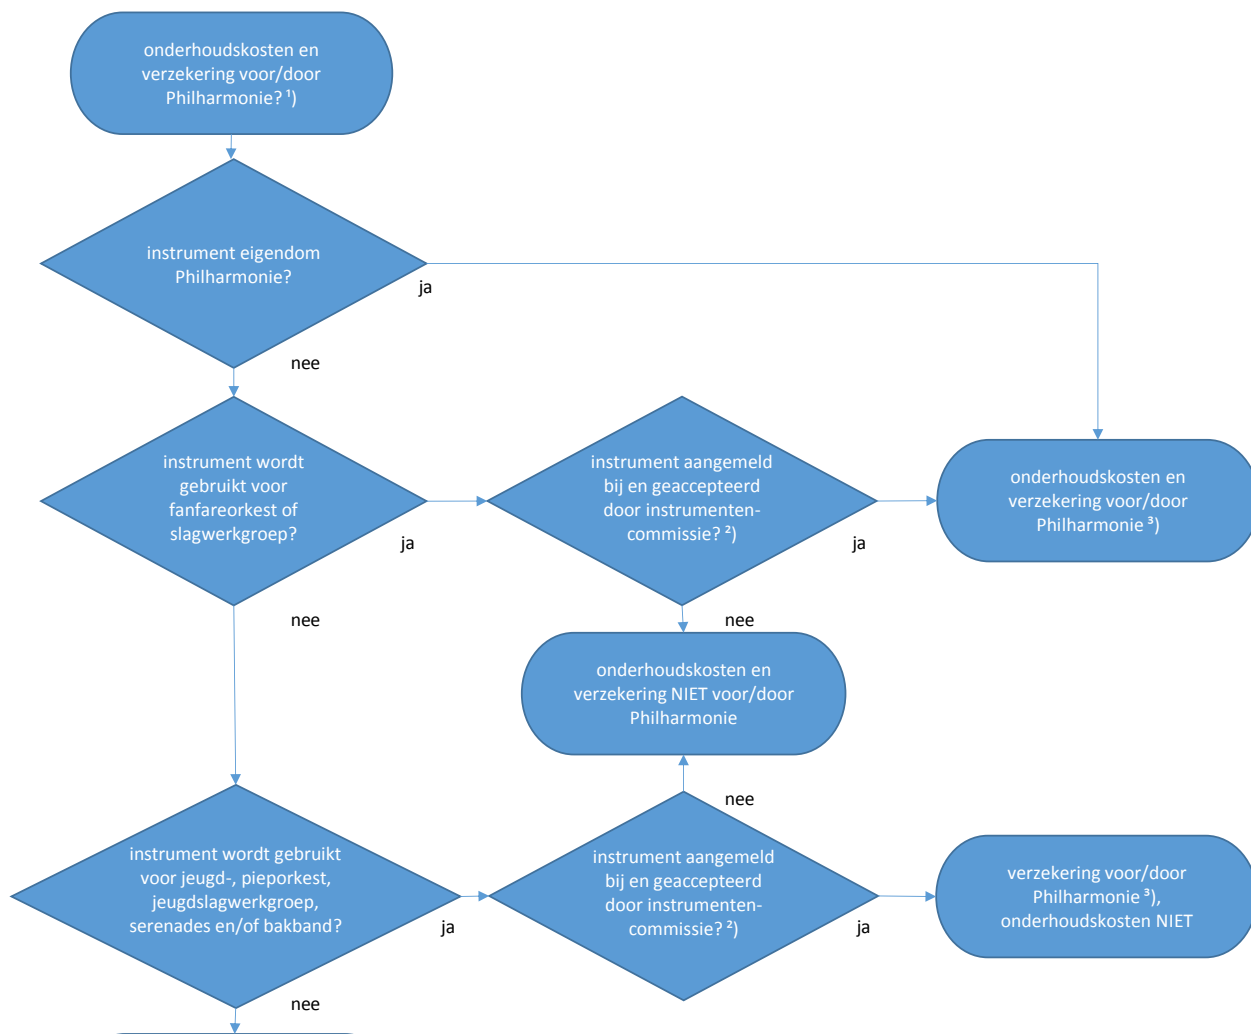 onderhoudskosten en
verzekering voor/door
Philharmonie? ¹)
instrument eigendom
Philharmonie?
ja
nee
instrument wordt
gebruikt voor
fanfareorkest of
slagwerkgroep?
ja
nee
instrument aangemeld
bij en geaccepteerd
door instrumenten-
commissie? ²)
ja
nee
onderhoudskosten en
verzekering voor/door
Philharmonie ³)
onderhoudskosten en
verzekering NIET voor/door
Philharmonie
instrument wordt gebruikt
voor jeugd-, pieporkest,
jeugdslagwerkgroep,
serenades en/of bakband?
ja
nee
nee
instrument aangemeld
bij en geaccepteerd
door instrumenten-
commissie? ²)
ja
verzekering voor/door
Philharmonie ³),
onderhoudskosten NIET